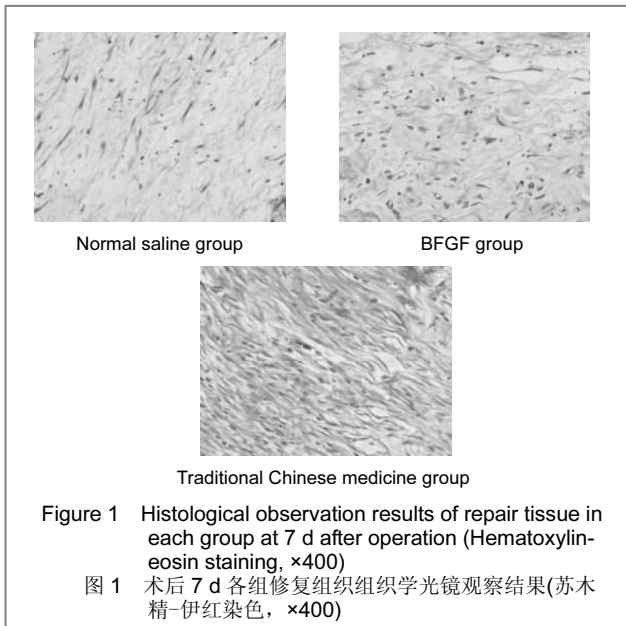 Normal saline group
BFGF group
Traditional Chinese medicine group
Figure 1 Histological observation results of repair tissue in
each group at 7 d after operation (Hematoxylin-
eosin staining, ×400)
图 1 术后 7 d 各组修复组织组织学光镜观察结果(苏木
精-伊红染色，×400)